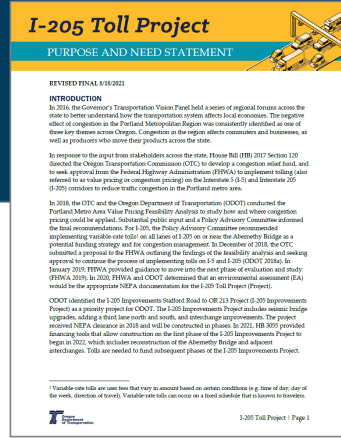 I-205 Toll Project
PURPOSE AND NEED STATEMENT
REVISED FINAL 8/18/2021
INTRODUCTION
In 2016, the Governor's Transportation Vision Panel held a series of regional forums across the
state to better understand how the transportation system affects local economies. The negative
effect of congestion in the Portland Metropolitan Region was consistently identified as one of
three key themes across Oregon. Congestion in the region affects commuters and businesses, as
well as producers who move their products across the state.
In response to the input from stakeholders across the state, House Bill (HB) 2017 Section 120
directed the Oregon Transportation Commission (OTC) to develop a congestion relief fund, and
to seek approval from the Federal Highway Administration (FHWA) to implement tolling (also
referred to as value pricing or congestion pricing) on the Interstate 5 (I-5) and Interstate 205
(I-205) corridors to reduce traffic congestion in the Portland metro area.
In 2018, the OTC and the Oregon Department of Transportation (ODOT) conducted the
Portland Metro Area Value Pricing Feasibility Analysis to study how and where congestion
pricing could be applied. Substantial public input and a Policy Advisory Committee informed
the final recommendations. For I-205, the Policy Advisory Committee recommended
implementing variable-rate tolls¹ on all lanes of I-205 on or near the Abernethy Bridge as a
potential funding strategy and for congestion management. In December of 2018, the OTC
submitted a proposal to the FHWA outlining the findings of the feasibility analysis and seeking
approval to continue the process of implementing tolls on I-5 and I-205 (ODOT 2018a). In
January 2019, FHWA provided guidance to move into the next phase of evaluation and study
(FHWA 2019). In 2020, FHWA and ODOT determined that an environmental assessment (EA)
would be the appropriate NEPA documentation for the I-205 Toll Project (Project).
ODOT identified the I-205 Improvements Stafford Road to OR 213 Project (I-205 Improvements
Project) as a priority project for ODOT. The I-205 Improvements Project includes seismic bridge
upgrades, adding a third lane north and south, and interchange improvements. The project
received NEPA clearance in 2018 and will be constructed in phases. In 2021, HB 3055 provided
financing tools that allow construction on the first phase of the I-205 Improvements Project to
begin in 2022, which includes reconstruction of the Abernethy Bridge and adjacent
interchanges. Tolls are needed to fund subsequent phases of the I-205 Improvements Project.
¹ Variable-rate tolls are user fees that vary in amount based on certain conditions (e.g. time of day, day of
the week, direction of travel). Variable-rate tolls can occur on a fixed schedule that is known to travelers.
Oregon
Department
of Transportation
I-205 Toll Project | Page 1